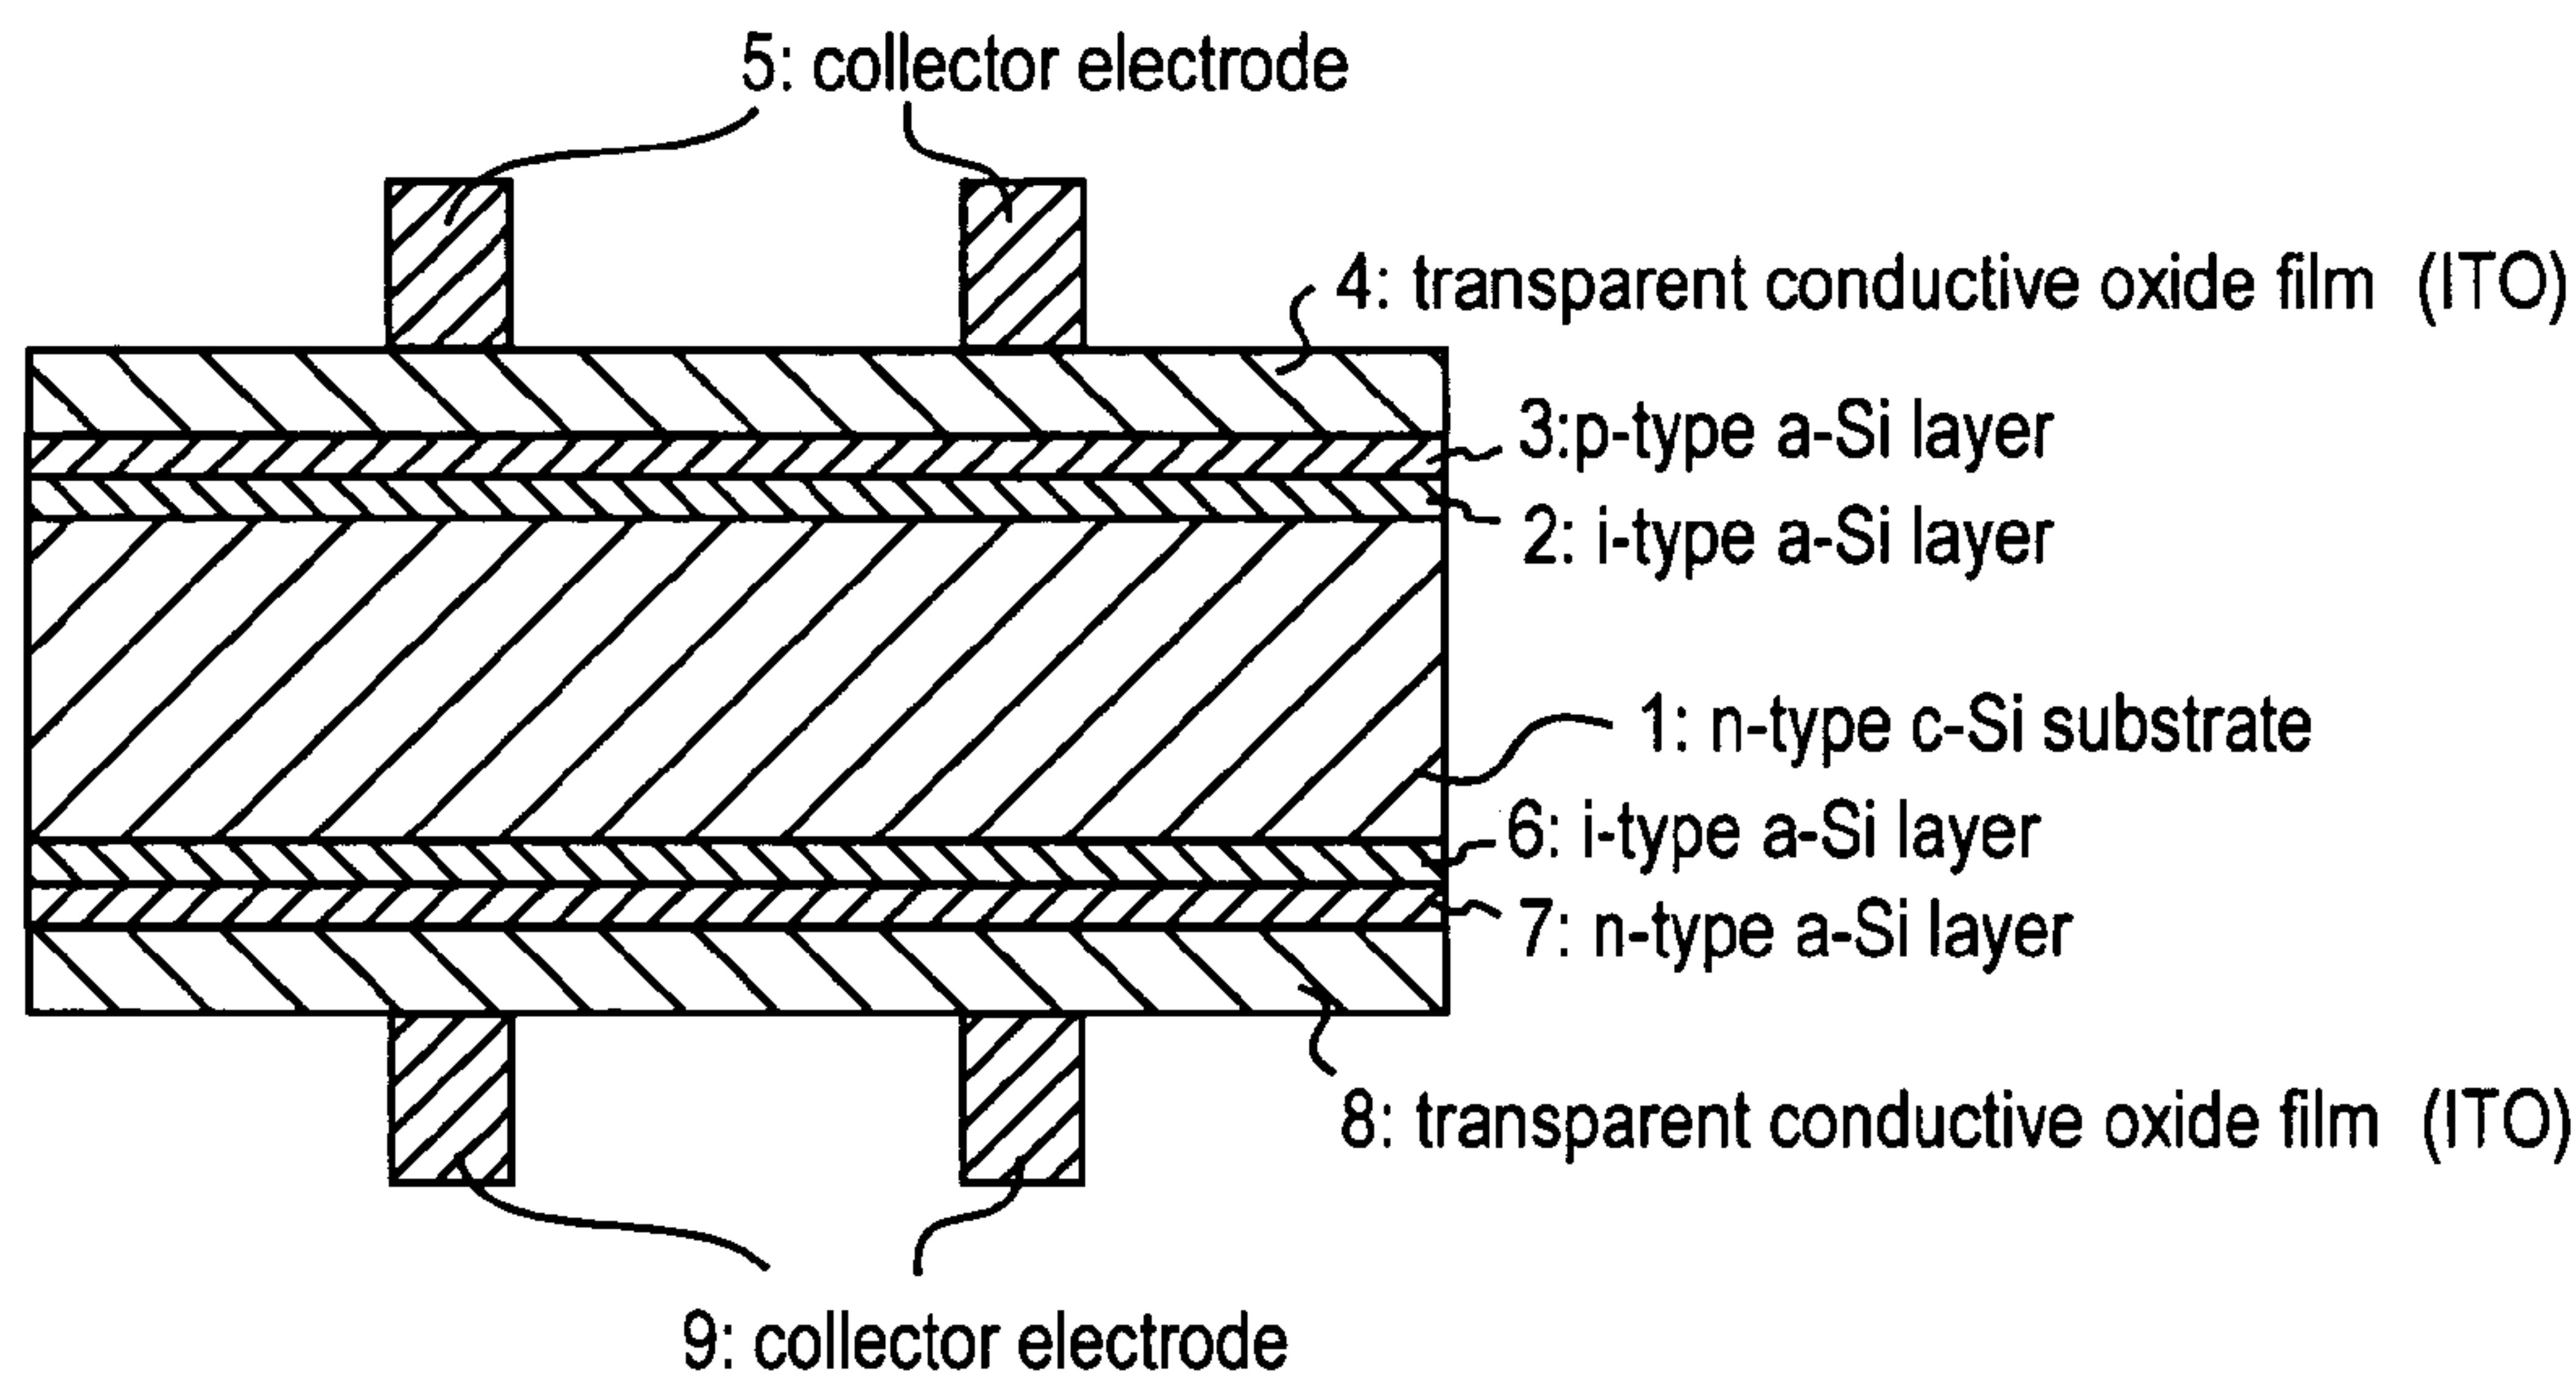 5: collector electrode
4: transparent conductive oxide film (ITO)
3:p-type a-Si layer
2: i-type a-Si layer
1: n-type c-Si substrate
6: i-type a-Si layer
7: n-type a-Si layer
8: transparent conductive oxide film (ITO)
9: collector electrode